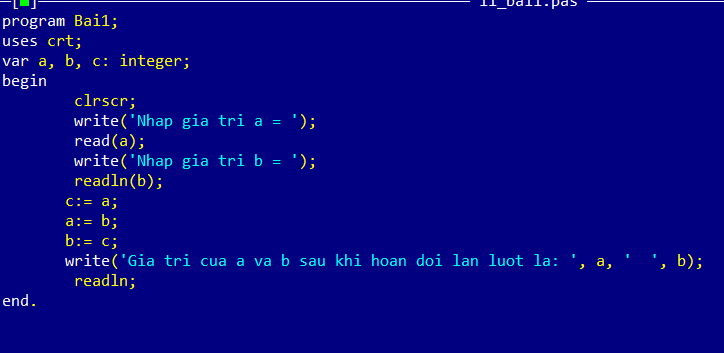 [■] li_bai1.pas
program Bai1;
uses crt;
var a, b, c: integer;
begin
clrscr;
write('Nhap gia tri a = ');
read(a);
write('Nhap gia tri b = ');
readln(b);
c:= a;
a:= b;
b:= c;
write('Gia tri cua a va b sau khi hoan doi lan luot la: ', a, '  ', b);
readln;
end.